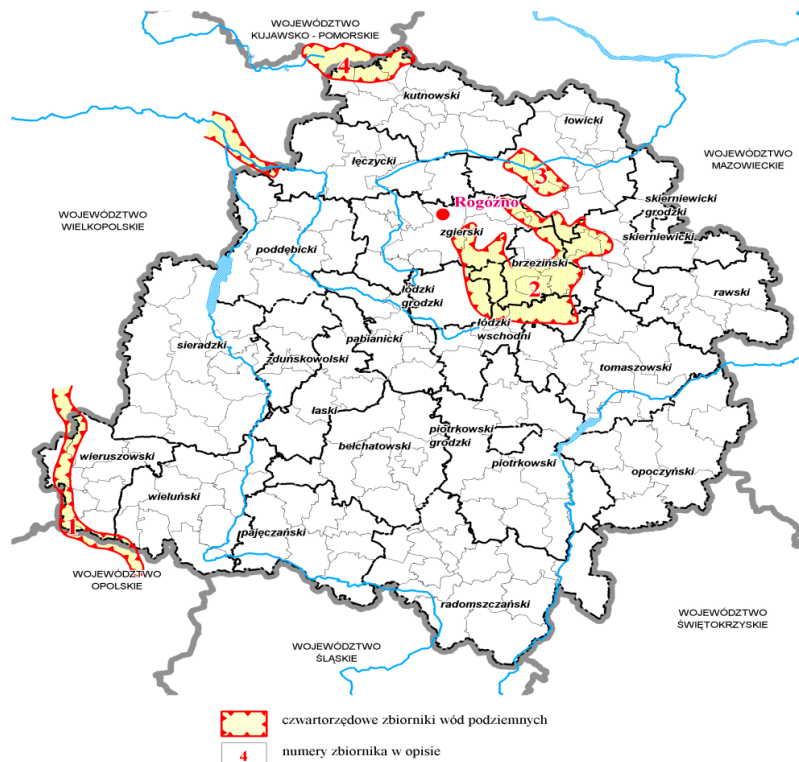 WOJEWÓDZTWO
KUJAWSKO - POMORSKIE
4
kutnowski
łowicki
WOJEWÓDZTWO
MAZOWIECKIE
łęczycki
3
Rogóźno
skierniewicki
grodzki
WOJEWÓDZTWO
WIELKOPOLSKIE
zgierski
skierniewicki
poddębicki
brzeziński
łódzki
grodzki
2
rawski
łódzki
wschodni
sieradzki
pabianicki
zduńskowolski
tomaszowski
łaski
piotrkowski
grodzki
bełchatowski
wieruszowski
piotrkowski
opoczyński
wieluński
1
pajęczański
WOJEWÓDZTWO
OPOLSKIE
radomszczański
WOJEWÓDZTWO
ŚWIĘTOKRZYSKIE
WOJEWÓDZTWO
ŚLĄSKIE
czwartorzędowe zbiorniki wód podziemnych
4
numery zbiornika w opisie